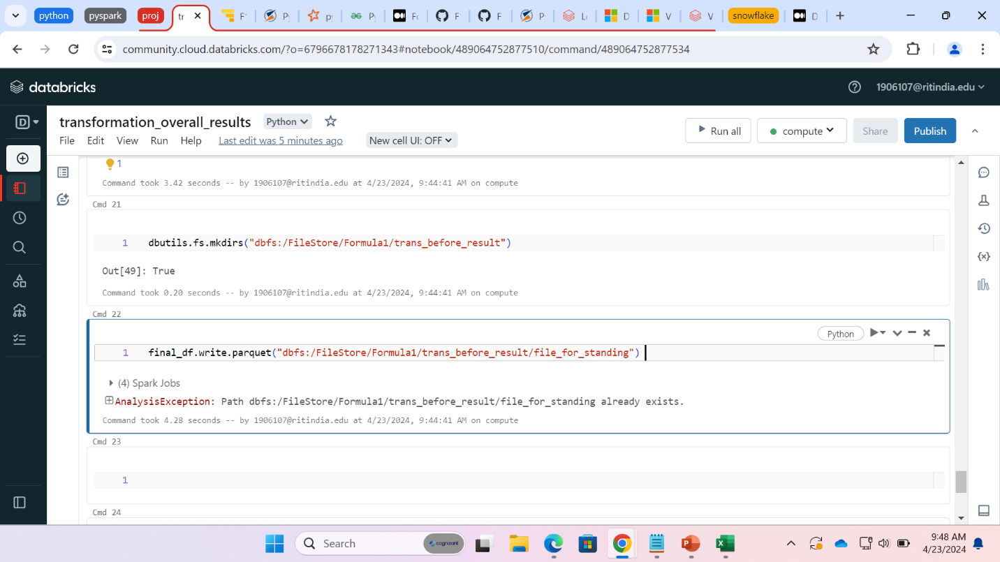 python
pyspark
proj
tr
F1
Py
py
Py
Fo
F
F
P
Lo
D
V
V
snowflake
D
community.cloud.databricks.com/?o=6796678178271343#notebook/489064752877510/command/489064752877534
databricks
1906107@ritindia.edu
D
transformation_overall_results
Python
File Edit View Run Help Last edit was 5 minutes ago New cell UI: OFF
Run all
compute
Share
Publish
1
Command took 3.42 seconds -- by 1906107@ritindia.edu at 4/23/2024, 9:44:41 AM on compute
Cmd 21
1 dbutils.fs.mkdirs("dbfs:/FileStore/Formula1/trans_before_result")
Out[49]: True
Command took 0.20 seconds -- by 1906107@ritindia.edu at 4/23/2024, 9:44:41 AM on compute
Cmd 22
Python
1 final_df.write.parquet("dbfs:/FileStore/Formula1/trans_before_result/file_for_standing")
(4) Spark Jobs
AnalysisException: Path dbfs:/FileStore/Formula1/trans_before_result/file_for_standing already exists.
Command took 4.28 seconds -- by 1906107@ritindia.edu at 4/23/2024, 9:44:41 AM on compute
Cmd 23
1
Cmd 24
Search
cognizant
9:48 AM
4/23/2024